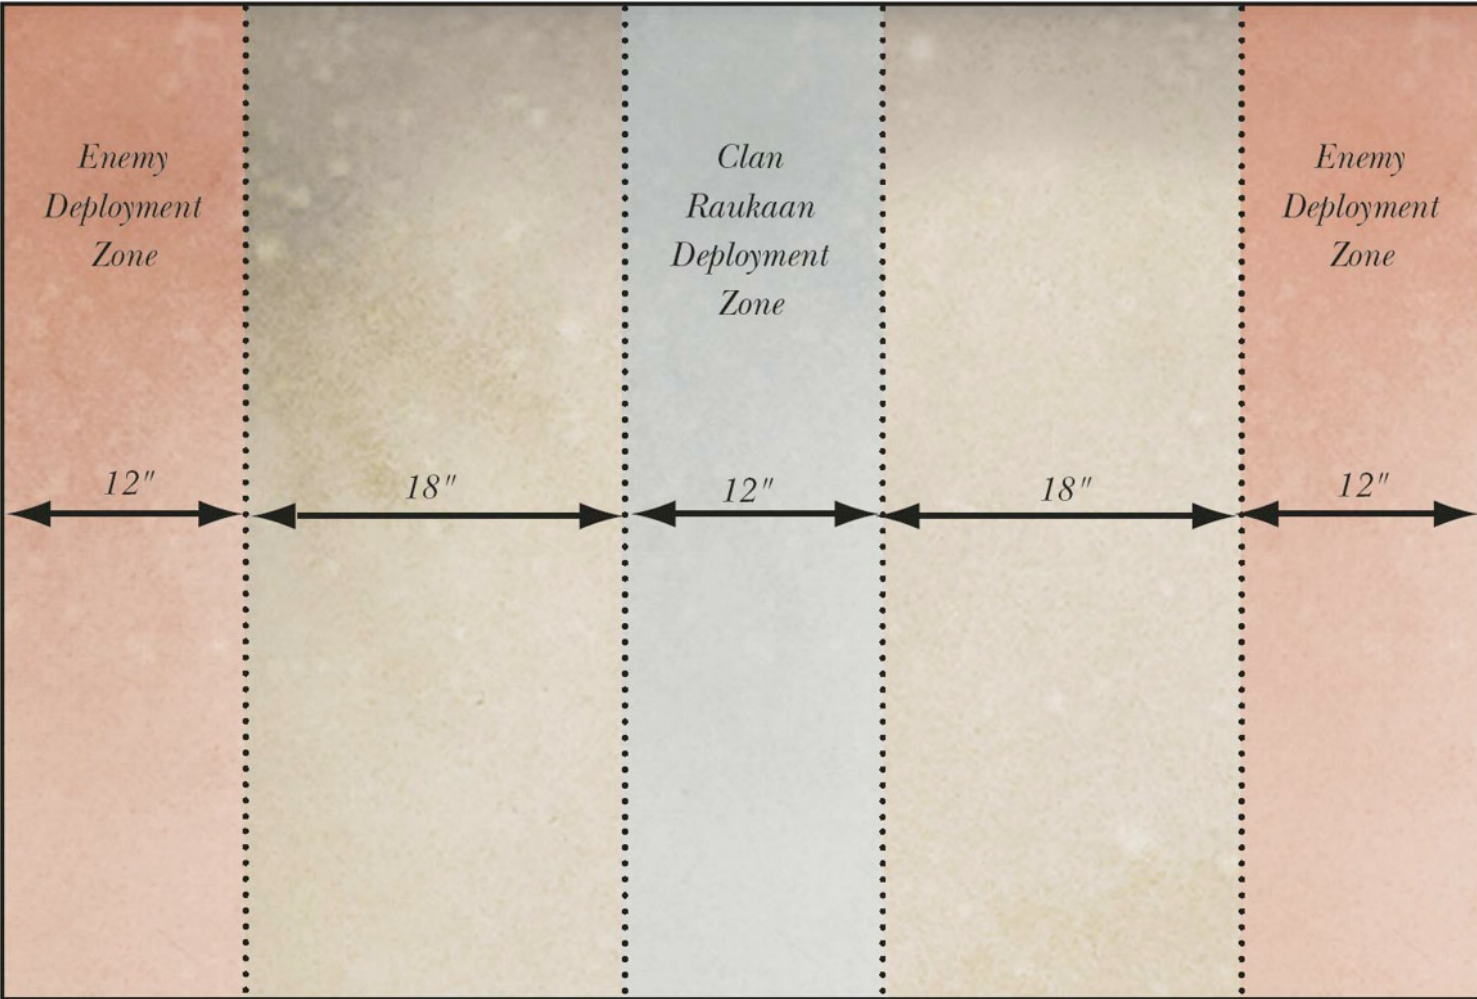 Enemy
Deployment
Zone
Clan
Raukaan
Deployment
Zone
Enemy
Deployment
Zone
12"
18"
12"
18"
12"